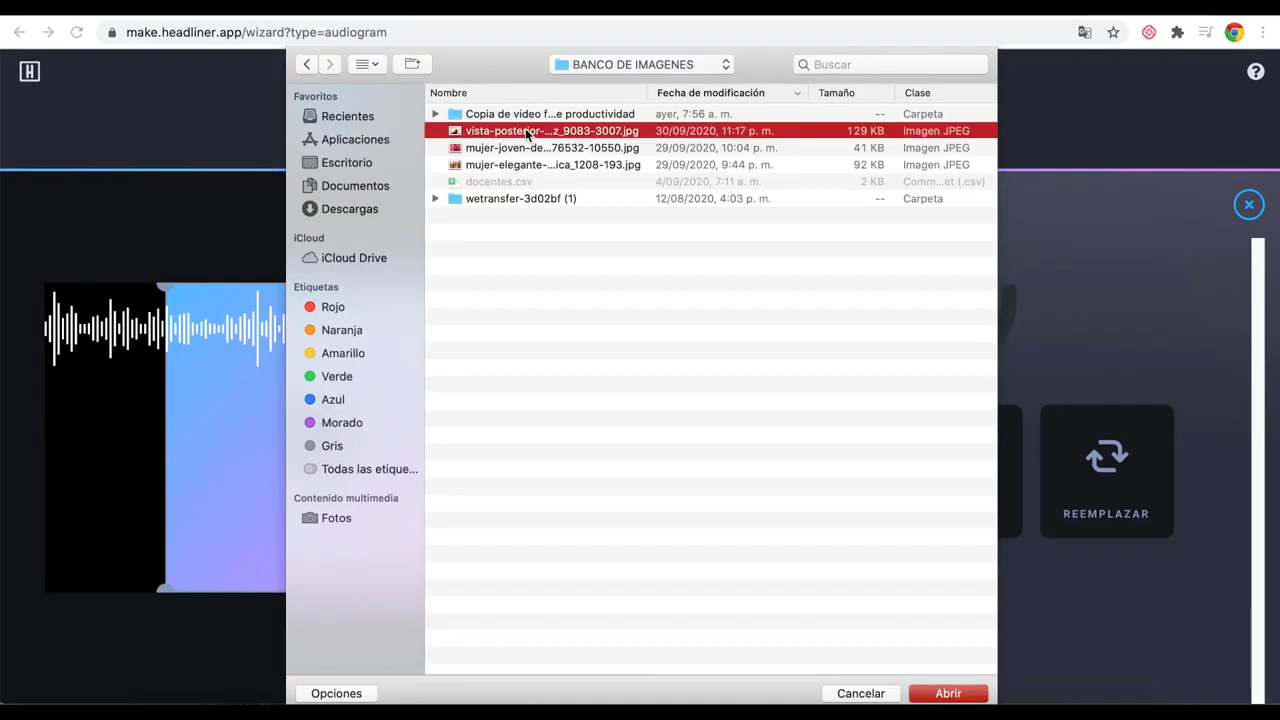 make.headliner.app/wizard?type=audiogram
H
?
BANCO DE IMAGENES
Buscar
Favoritos
Recientes
Aplicaciones
Escritorio
Documentos
Descargas
iCloud
iCloud Drive
Etiquetas
Rojo
Naranja
Amarillo
Verde
Azul
Morado
Gris
Todas las etique...
Contenido multimedia
Fotos
Nombre Fecha de modificación Tamaño Clase
Copia de video f...e productividad ayer, 7:56 a. m. -- Carpeta
vista-posterior-...z_9083-3007.jpg 30/09/2020, 11:17 p. m. 129 KB Imagen JPEG
mujer-joven-de...76532-10550.jpg 29/09/2020, 10:04 p. m. 41 KB Imagen JPEG
mujer-elegante-...ica_1208-193.jpg 29/09/2020, 9:44 p. m. 92 KB Imagen JPEG
docentes.csv 4/09/2020, 7:11 a. m. 2 KB Comm...et (.csv)
wetransfer-3d02bf (1) 12/08/2020, 4:03 p. m. -- Carpeta
REEMPLAZAR
Opciones Cancelar Abrir